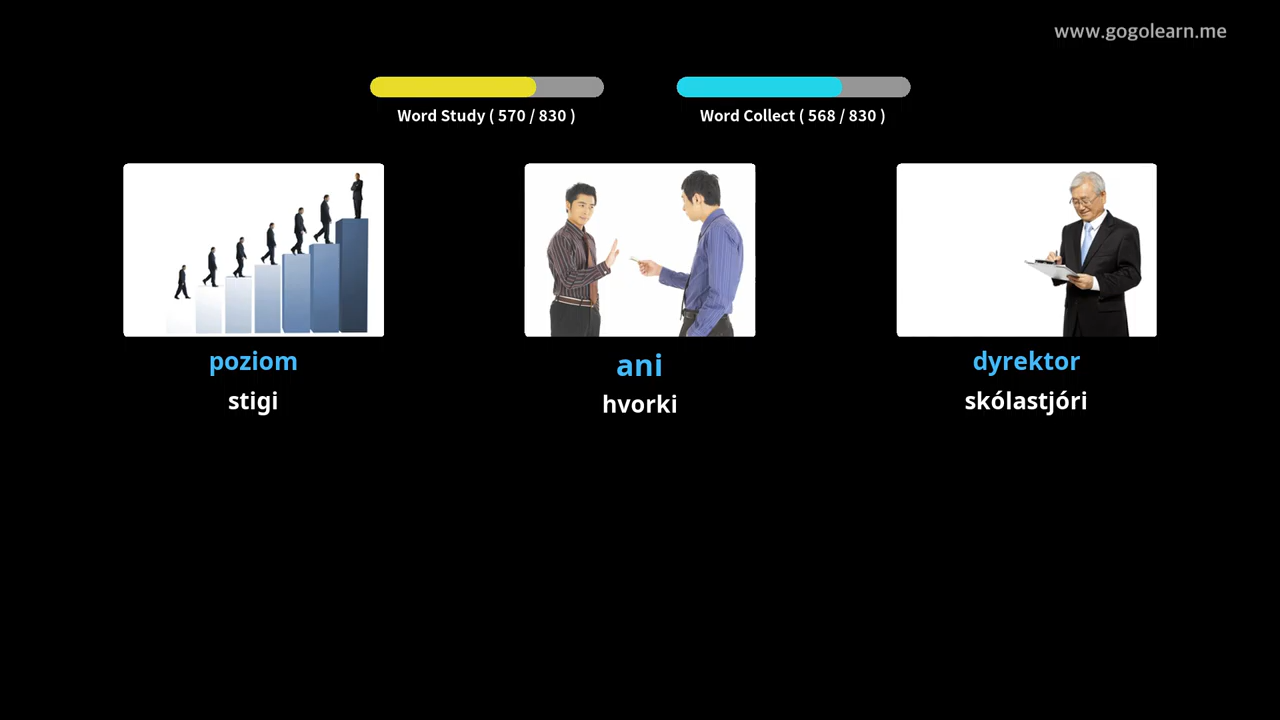 www.gogolearn.me
Word Study ( 570 / 830 )
Word Collect ( 568 / 830 )
poziom
stigi
ani
hvorki
dyrektor
skólastjóri